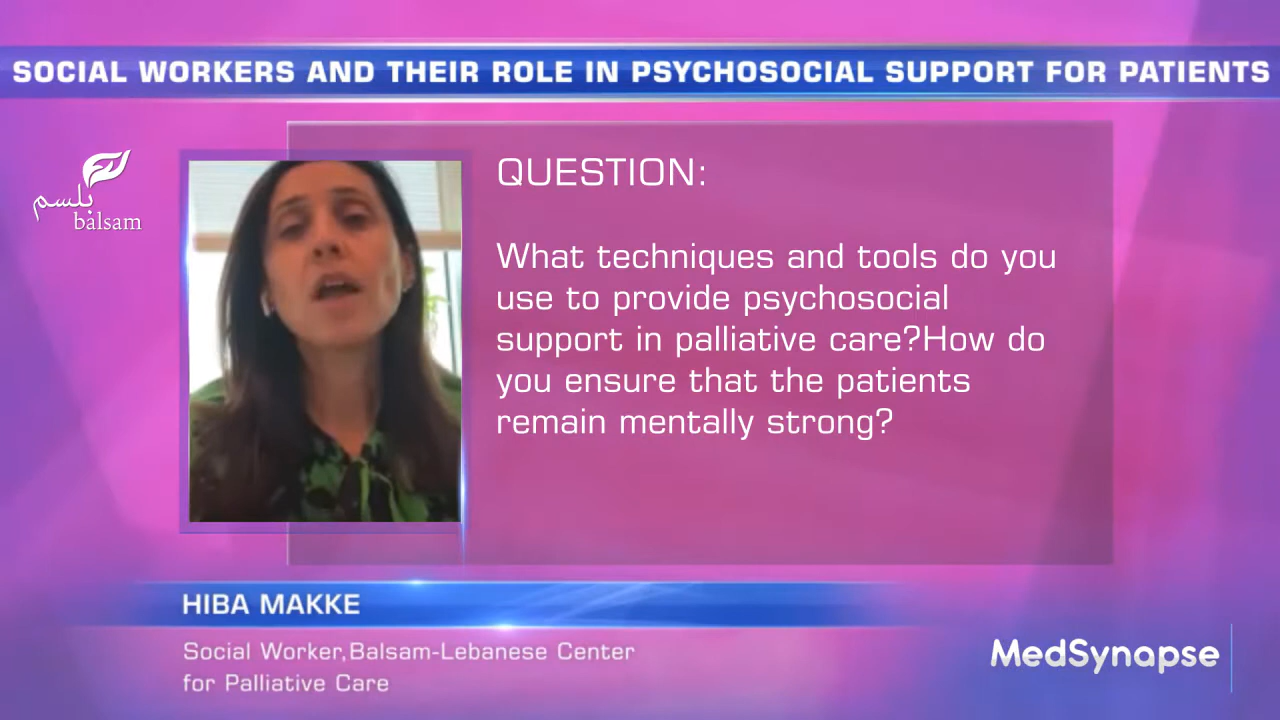 SOCIAL WORKERS AND THEIR ROLE IN PSYCHOSOCIAL SUPPORT FOR PATIENTS
بلسم
balsam
QUESTION:
What techniques and tools do you
use to provide psychosocial
support in palliative care?How do
you ensure that the patients
remain mentally strong?
HIBA MAKKE
Social Worker,Balsam-Lebanese Center
for Palliative Care
MedSynapse